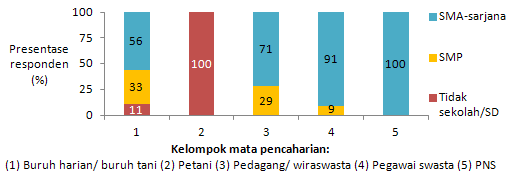 100
75
50
25
0
Presentase
responden
(%)
56
33
11
100
71
29
91
9
100
1
2
3
4
5
SMA-sarjana
SMP
Tidak
sekolah/SD
Kelompok mata pencaharian:
(1) Buruh harian/ buruh tani (2) Petani (3) Pedagang/ wiraswasta (4) Pegawai swasta (5) PNS